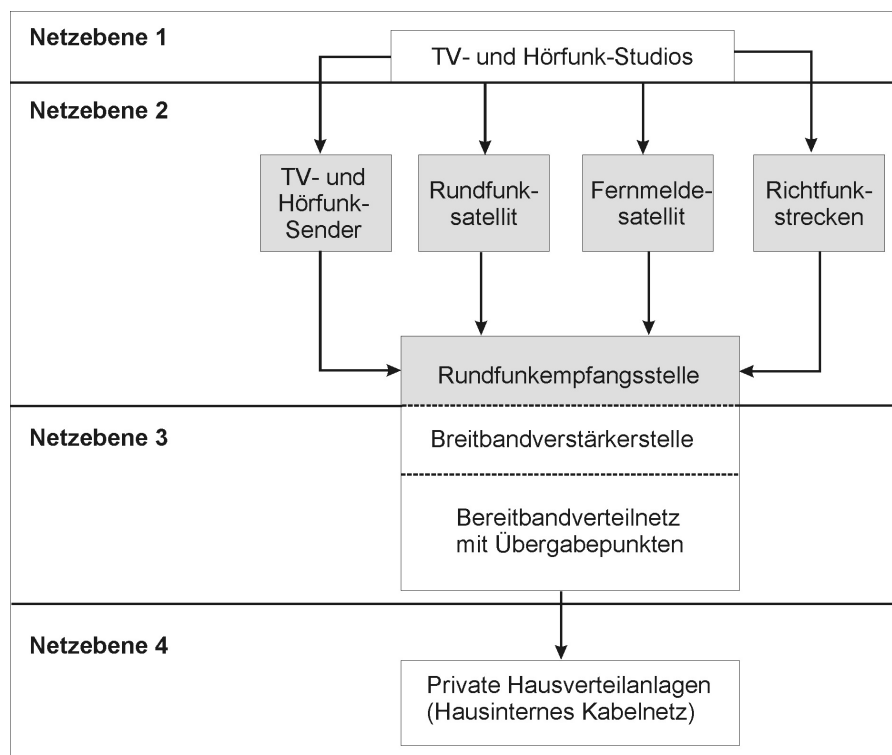 Netzebene 1
TV- und Hörfunk-Studios
Netzebene 2
TV- und
Hörfunk-
Sender
Rundfunk-
satellit
Fernmelde-
satellit
Richtfunk-
strecken
Rundfunkempfangsstelle
Netzebene 3
Breitbandverstärkerstelle
Bereitbandverteilnetz
mit Übergabepunkten
Netzebene 4
Private Hausverteilanlagen
(Hausinternes Kabelnetz)